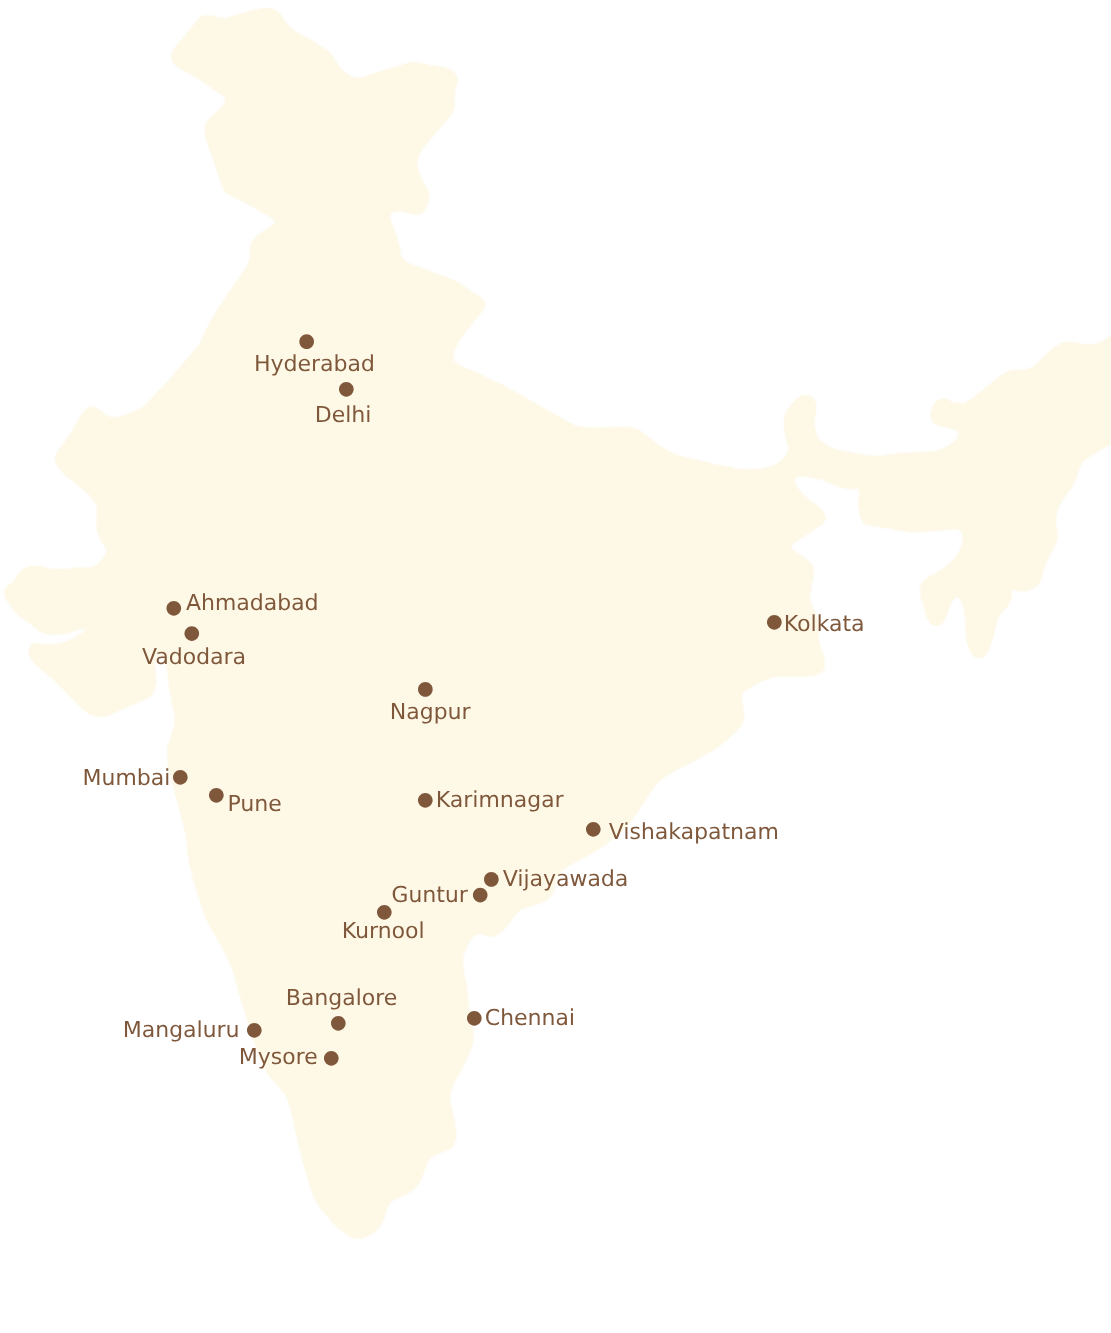 Hyderabad
Delhi
Ahmadabad
Vadodara
Kolkata
Nagpur
Mumbai
Pune
Karimnagar
Vishakapatnam
Vijayawada
Guntur
Kurnool
Bangalore
Chennai
Mangaluru
Mysore